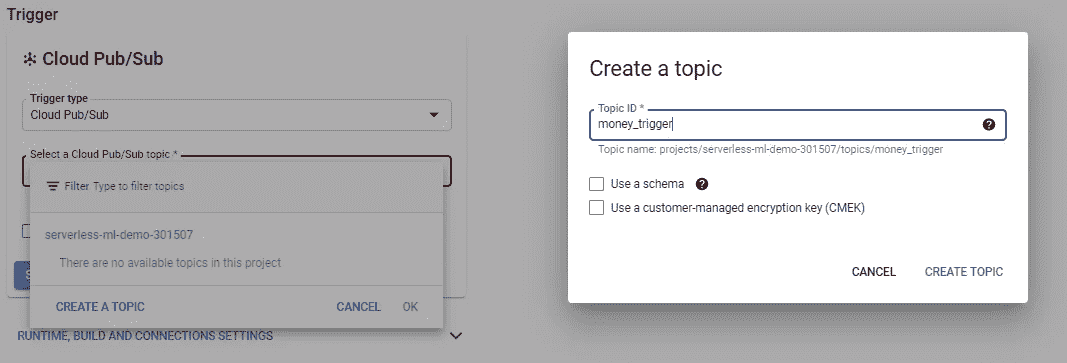 Trigger
Cloud Pub/Sub
Trigger type
Cloud Pub/Sub
Select a Cloud Pub/Sub topic *
Filter Type to filter topics
serverless-ml-demo-301507
There are no available topics in this project
CREATE A TOPIC CANCEL OK
RUNTIME, BUILD AND CONNECTIONS SETTINGS
Create a topic
Topic ID *
money_trigger
Topic name: projects/serverless-ml-demo-301507/topics/money_trigger
Use a schema
Use a customer-managed encryption key (CMEK)
CANCEL CREATE TOPIC